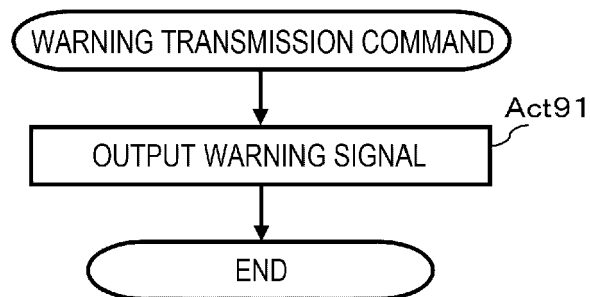 WARNING TRANSMISSION COMMAND
Act91
OUTPUT WARNING SIGNAL
END